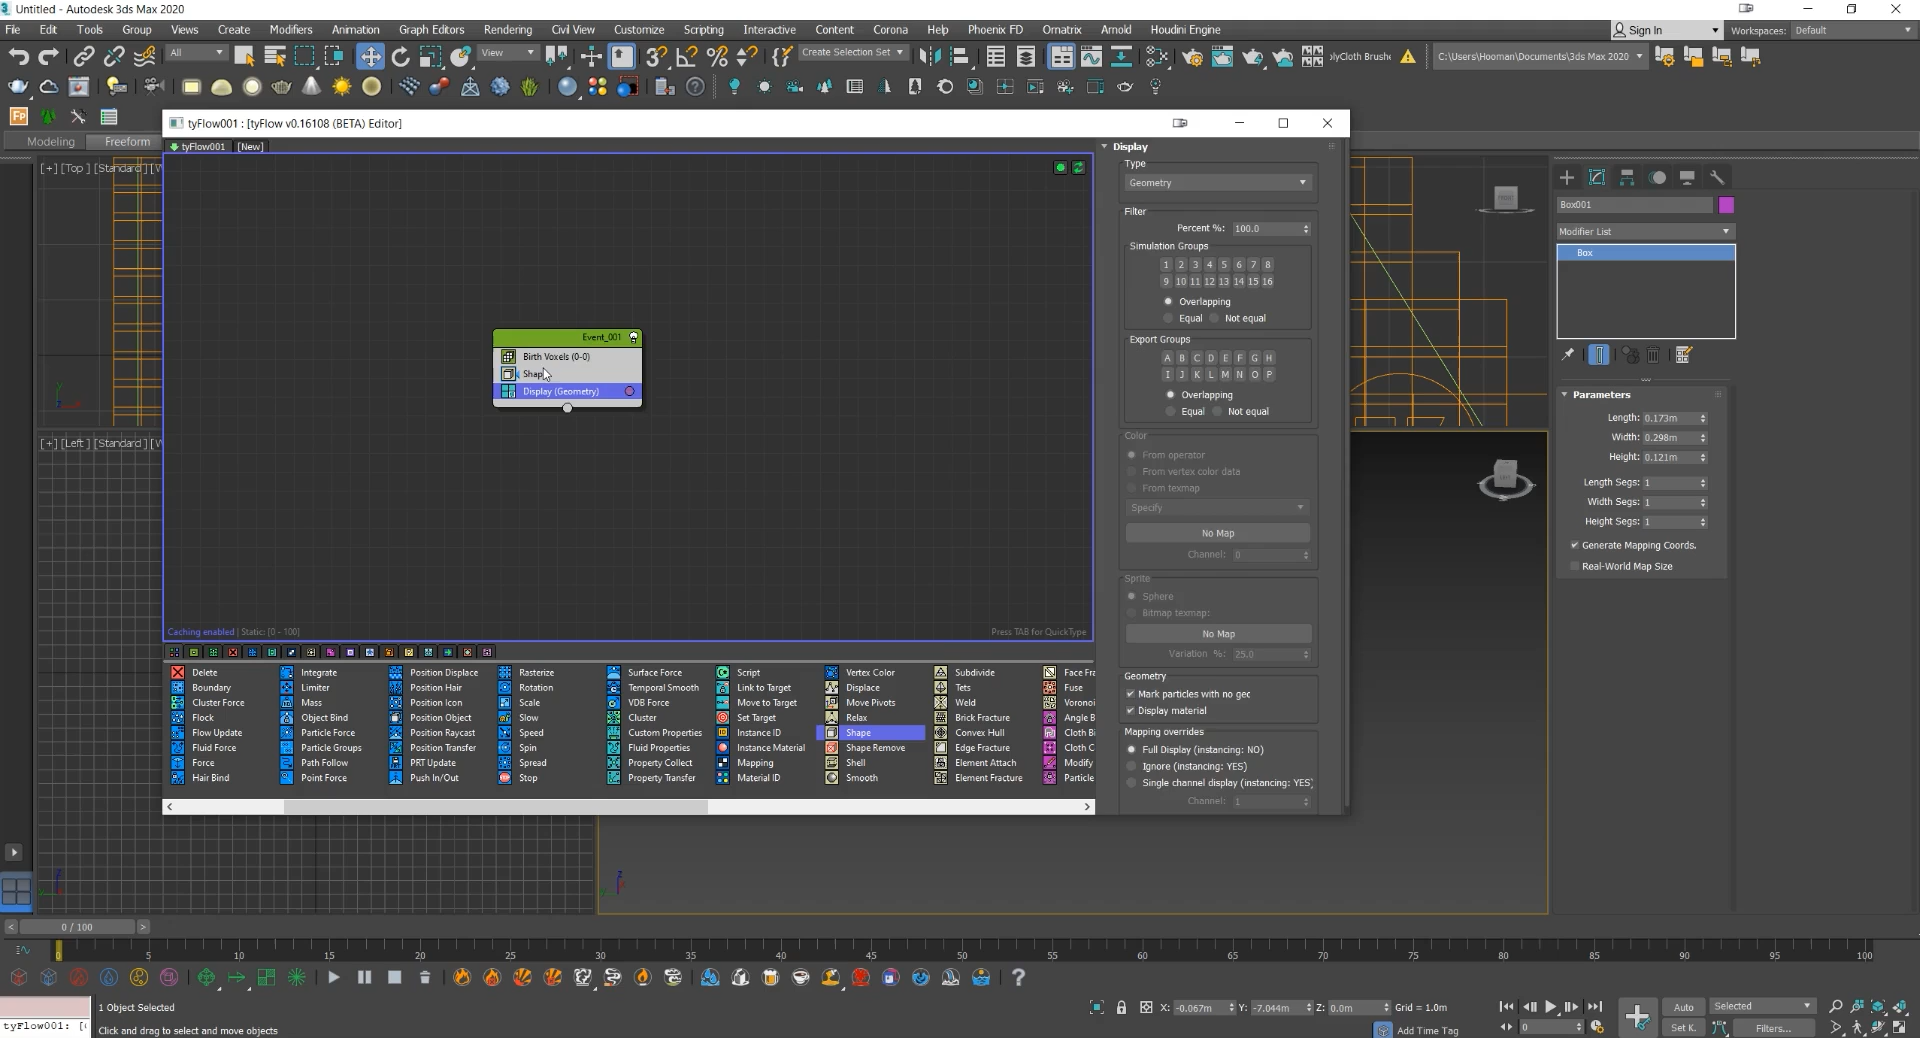 Untitled - Autodesk 3ds Max 2020
File Edit Tools Group Views Create Modifiers Animation Graph Editors Rendering Civil View Customize Scripting Interactive Content Corona Help Phoenix FD Ornatrix Arnold Houdini Engine
Sign In Workspaces: Default
All View Create Selection Set lyCloth Brushe C:\Users\Hooman\Documents\3ds Max 2020
Modeling Freeform
tyFlow001 : [tyFlow v0.16108 (BETA) Editor]
tyFlow001 [New]
[+] [Top ] [Standard] [W
[+] [Left ] [Standard] [W
Event_001
Birth Voxels (0-0)
Shape
Display (Geometry)
Caching enabled | Static: [0 - 100]
Press TAB for QuickType
Delete Integrate Position Displace Rasterize Surface Force Script Vertex Color Subdivide Face Fra
Boundary Limiter Position Hair Rotation Temporal Smooth Link to Target Displace Tets Fuse
Cluster Force Mass Position Icon Scale VDB Force Move to Target Move Pivots Weld Vorono
Flock Object Bind Position Object Slow Cluster Set Target Relax Brick Fracture Angle B
Flow Update Particle Force Position Raycast Speed Custom Properties Instance ID Shape Convex Hull Cloth Bi
Fluid Force Particle Groups Position Transfer Spin Fluid Properties Instance Material Shape Remove Edge Fracture Cloth C
Force Path Follow PRT Update Spread Property Collect Mapping Shell Element Attach Modify
Hair Bind Point Force Push In/Out Stop Property Transfer Material ID Smooth Element Fracture Particle
Display
Type
Geometry
Filter
Percent %: 100.0
Simulation Groups
1 2 3 4 5 6 7 8
9 10 11 12 13 14 15 16
Overlapping
Equal Not equal
Export Groups
A B C D E F G H
I J K L M N O P
Overlapping
Equal Not equal
Color
From operator
From vertex color data
From texmap
Specify
No Map
Channel: 0
Sprite
Sphere
Bitmap texmap:
No Map
Variation %: 25.0
Geometry
Mark particles with no geo
Display material
Mapping overrides
Full Display (instancing: NO)
Ignore (instancing: YES)
Single channel display (instancing: YES)
Channel: 1
Box001
Modifier List
Box
Parameters
Length: 0.173m
Width: 0.298m
Height: 0.121m
Length Segs: 1
Width Segs: 1
Height Segs: 1
Generate Mapping Coords.
Real-World Map Size
0 / 100
0 5 10 15 20 25 30 35 40 45 50 55 60 65 70 75 80 85 90 95 100
1 Object Selected
tyFlow001: [
Click and drag to select and move objects
X: -0.067m Y: -7.044m Z: 0.0m Grid = 1.0m
Add Time Tag
0
Auto Selected
Set K. Filters...